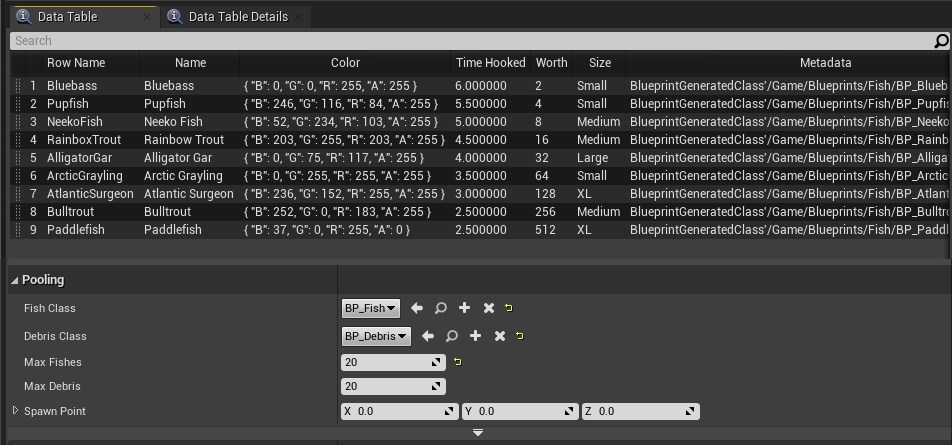 Data Table Data Table Details
Search
Row Name Name Color Time Hooked Worth Size Metadata
1 Bluebass Bluebass { "B": 0, "G": 0, "R": 255, "A": 255 } 6.000000 2 Small BlueprintGeneratedClass'/Game/Blueprints/Fish/BP_Blueb
2 Pupfish Pupfish { "B": 246, "G": 116, "R": 84, "A": 255 } 5.500000 4 Small BlueprintGeneratedClass'/Game/Blueprints/Fish/BP_Pupfis
3 NeekoFish Neeko Fish { "B": 52, "G": 234, "R": 103, "A": 255 } 5.000000 8 Medium BlueprintGeneratedClass'/Game/Blueprints/Fish/BP_Neeko
4 RainboxTrout Rainbow Trout { "B": 203, "G": 255, "R": 203, "A": 255 } 4.500000 16 Medium BlueprintGeneratedClass'/Game/Blueprints/Fish/BP_Rainb
5 AlligatorGar Alligator Gar { "B": 0, "G": 75, "R": 117, "A": 255 } 4.000000 32 Large BlueprintGeneratedClass'/Game/Blueprints/Fish/BP_Alliga
6 ArcticGrayling Arctic Grayling { "B": 0, "G": 255, "R": 255, "A": 255 } 3.500000 64 Small BlueprintGeneratedClass'/Game/Blueprints/Fish/BP_Arctic
7 AtlanticSurgeon Atlantic Surgeon { "B": 236, "G": 152, "R": 255, "A": 255 } 3.000000 128 XL BlueprintGeneratedClass'/Game/Blueprints/Fish/BP_Atlant
8 Bulltrout Bulltrout { "B": 252, "G": 0, "R": 183, "A": 255 } 2.500000 256 Medium BlueprintGeneratedClass'/Game/Blueprints/Fish/BP_Bulltro
9 Paddlefish Paddlefish { "B": 37, "G": 0, "R": 255, "A": 0 } 2.500000 512 XL BlueprintGeneratedClass'/Game/Blueprints/Fish/BP_Paddl
Pooling
Fish Class BP_Fish
Debris Class BP_Debris
Max Fishes 20
Max Debris 20
Spawn Point X 0.0 Y 0.0 Z 0.0